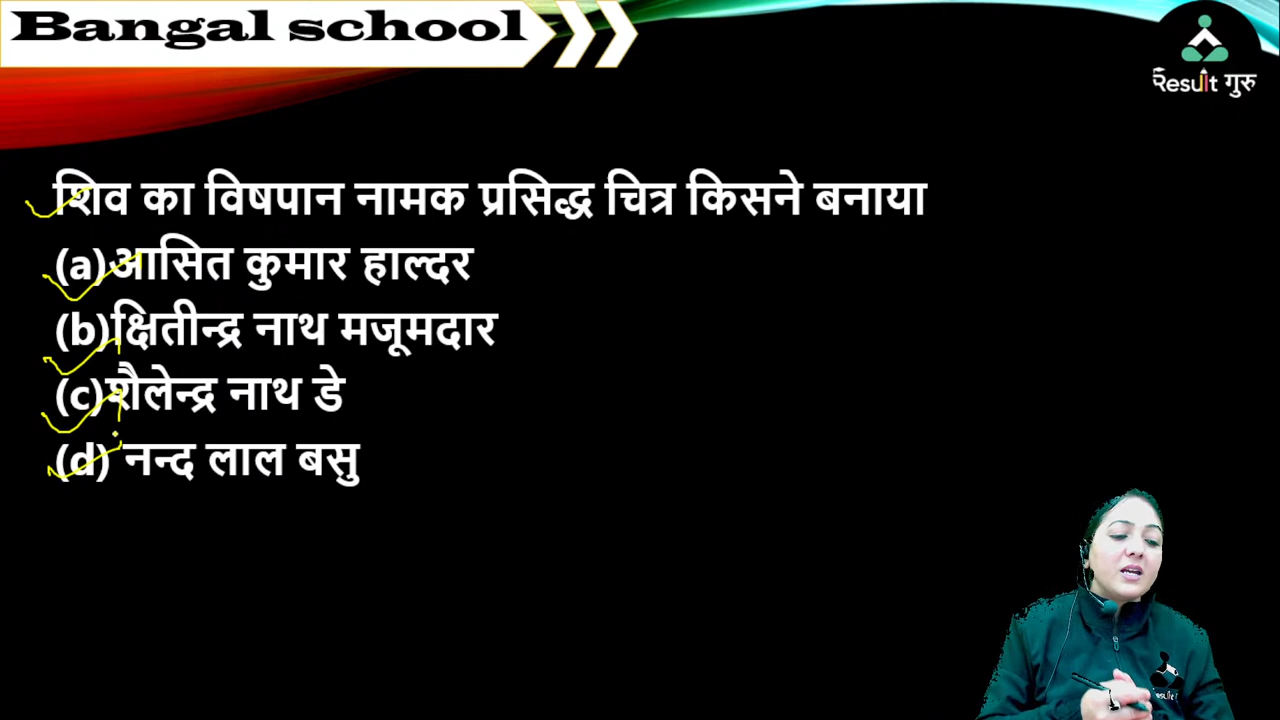 Bangal school
Result गुरु
शिव का विषपान नामक प्रसिद्ध चित्र किसने बनाया
(a)आसित कुमार हाल्दर
(b)क्षितीन्द्र नाथ मजूमदार
(c)शैलेन्द्र नाथ डे
(d) नन्द लाल बसु